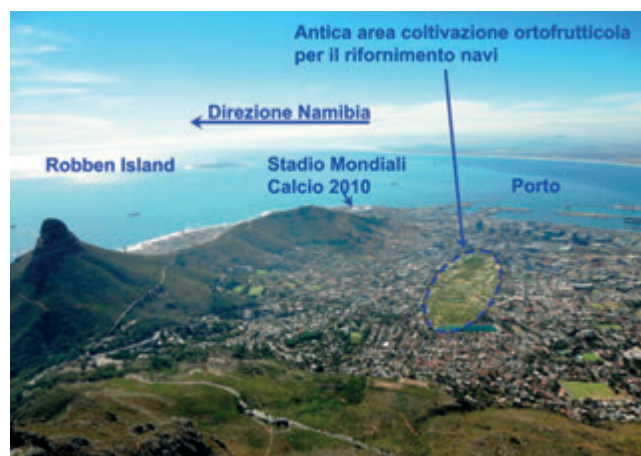 Antica area coltivazione ortofrutticola
per il rifornimento navi
Direzione Namibia
Robben Island
Stadio Mondiali
Calcio 2010
Porto